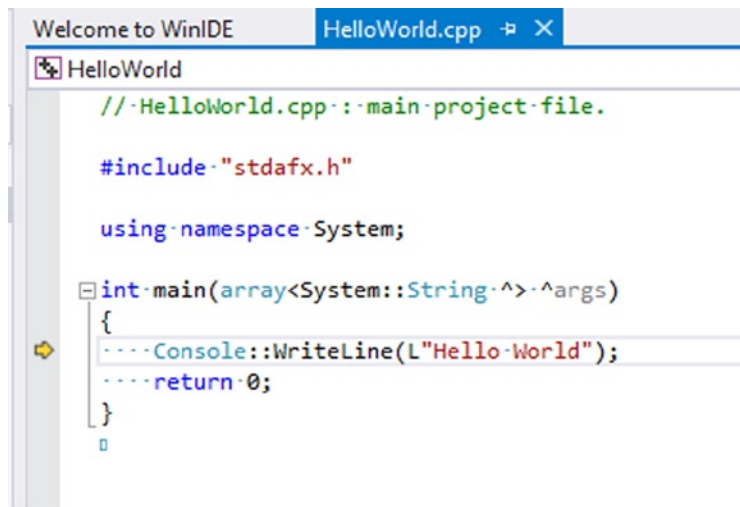 Welcome to WinIDE HelloWorld.cpp
HelloWorld
// HelloWorld.cpp : main project file.
#include "stdafx.h"
using namespace System;
int main(array<System::String ^> ^args)
{
    Console::WriteLine(L"Hello World");
    return 0;
}